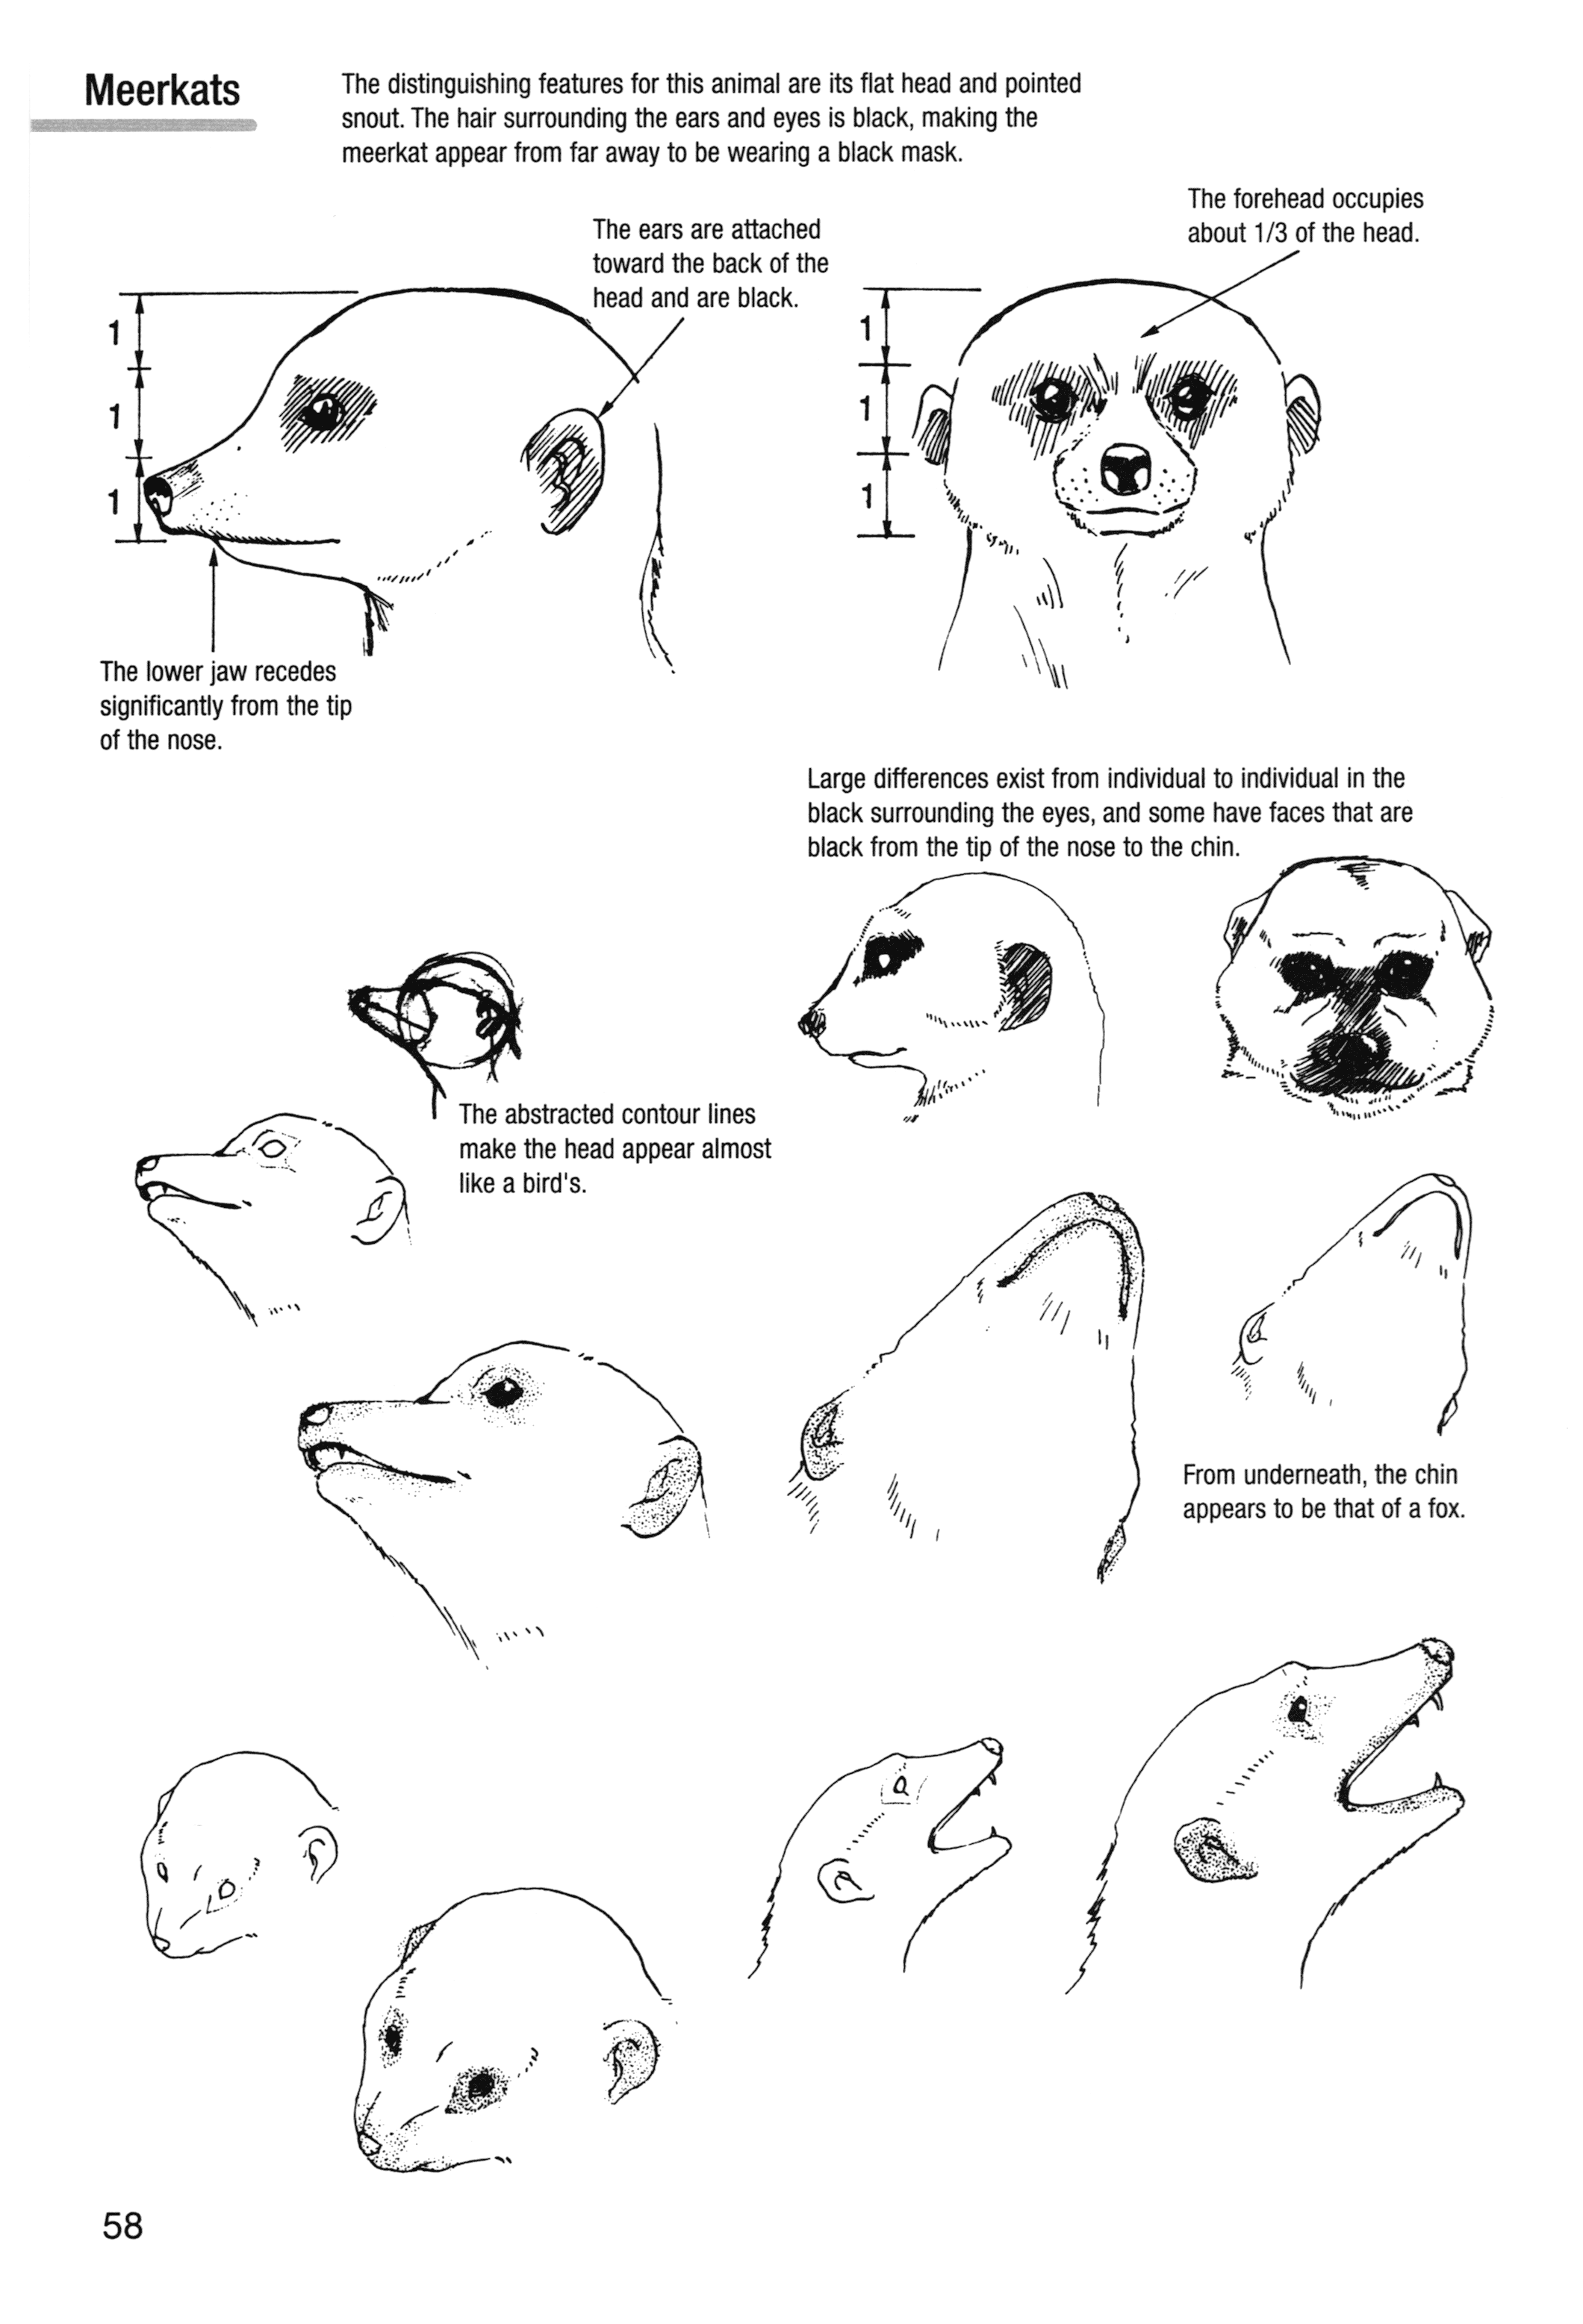 Meerkats
The distinguishing features for this animal are its flat head and pointed
snout. The hair surrounding the ears and eyes is black, making the
meerkat appear from far away to be wearing a black mask.
The forehead occupies
about 1/3 of the head.
The ears are attached
toward the back of the
head and are black.
1
1
1
1
1
1
The lower jaw recedes
significantly from the tip
of the nose.
Large differences exist from individual to individual in the
black surrounding the eyes, and some have faces that are
black from the tip of the nose to the chin.
The abstracted contour lines
make the head appear almost
like a bird's.
From underneath, the chin
appears to be that of a fox.
58